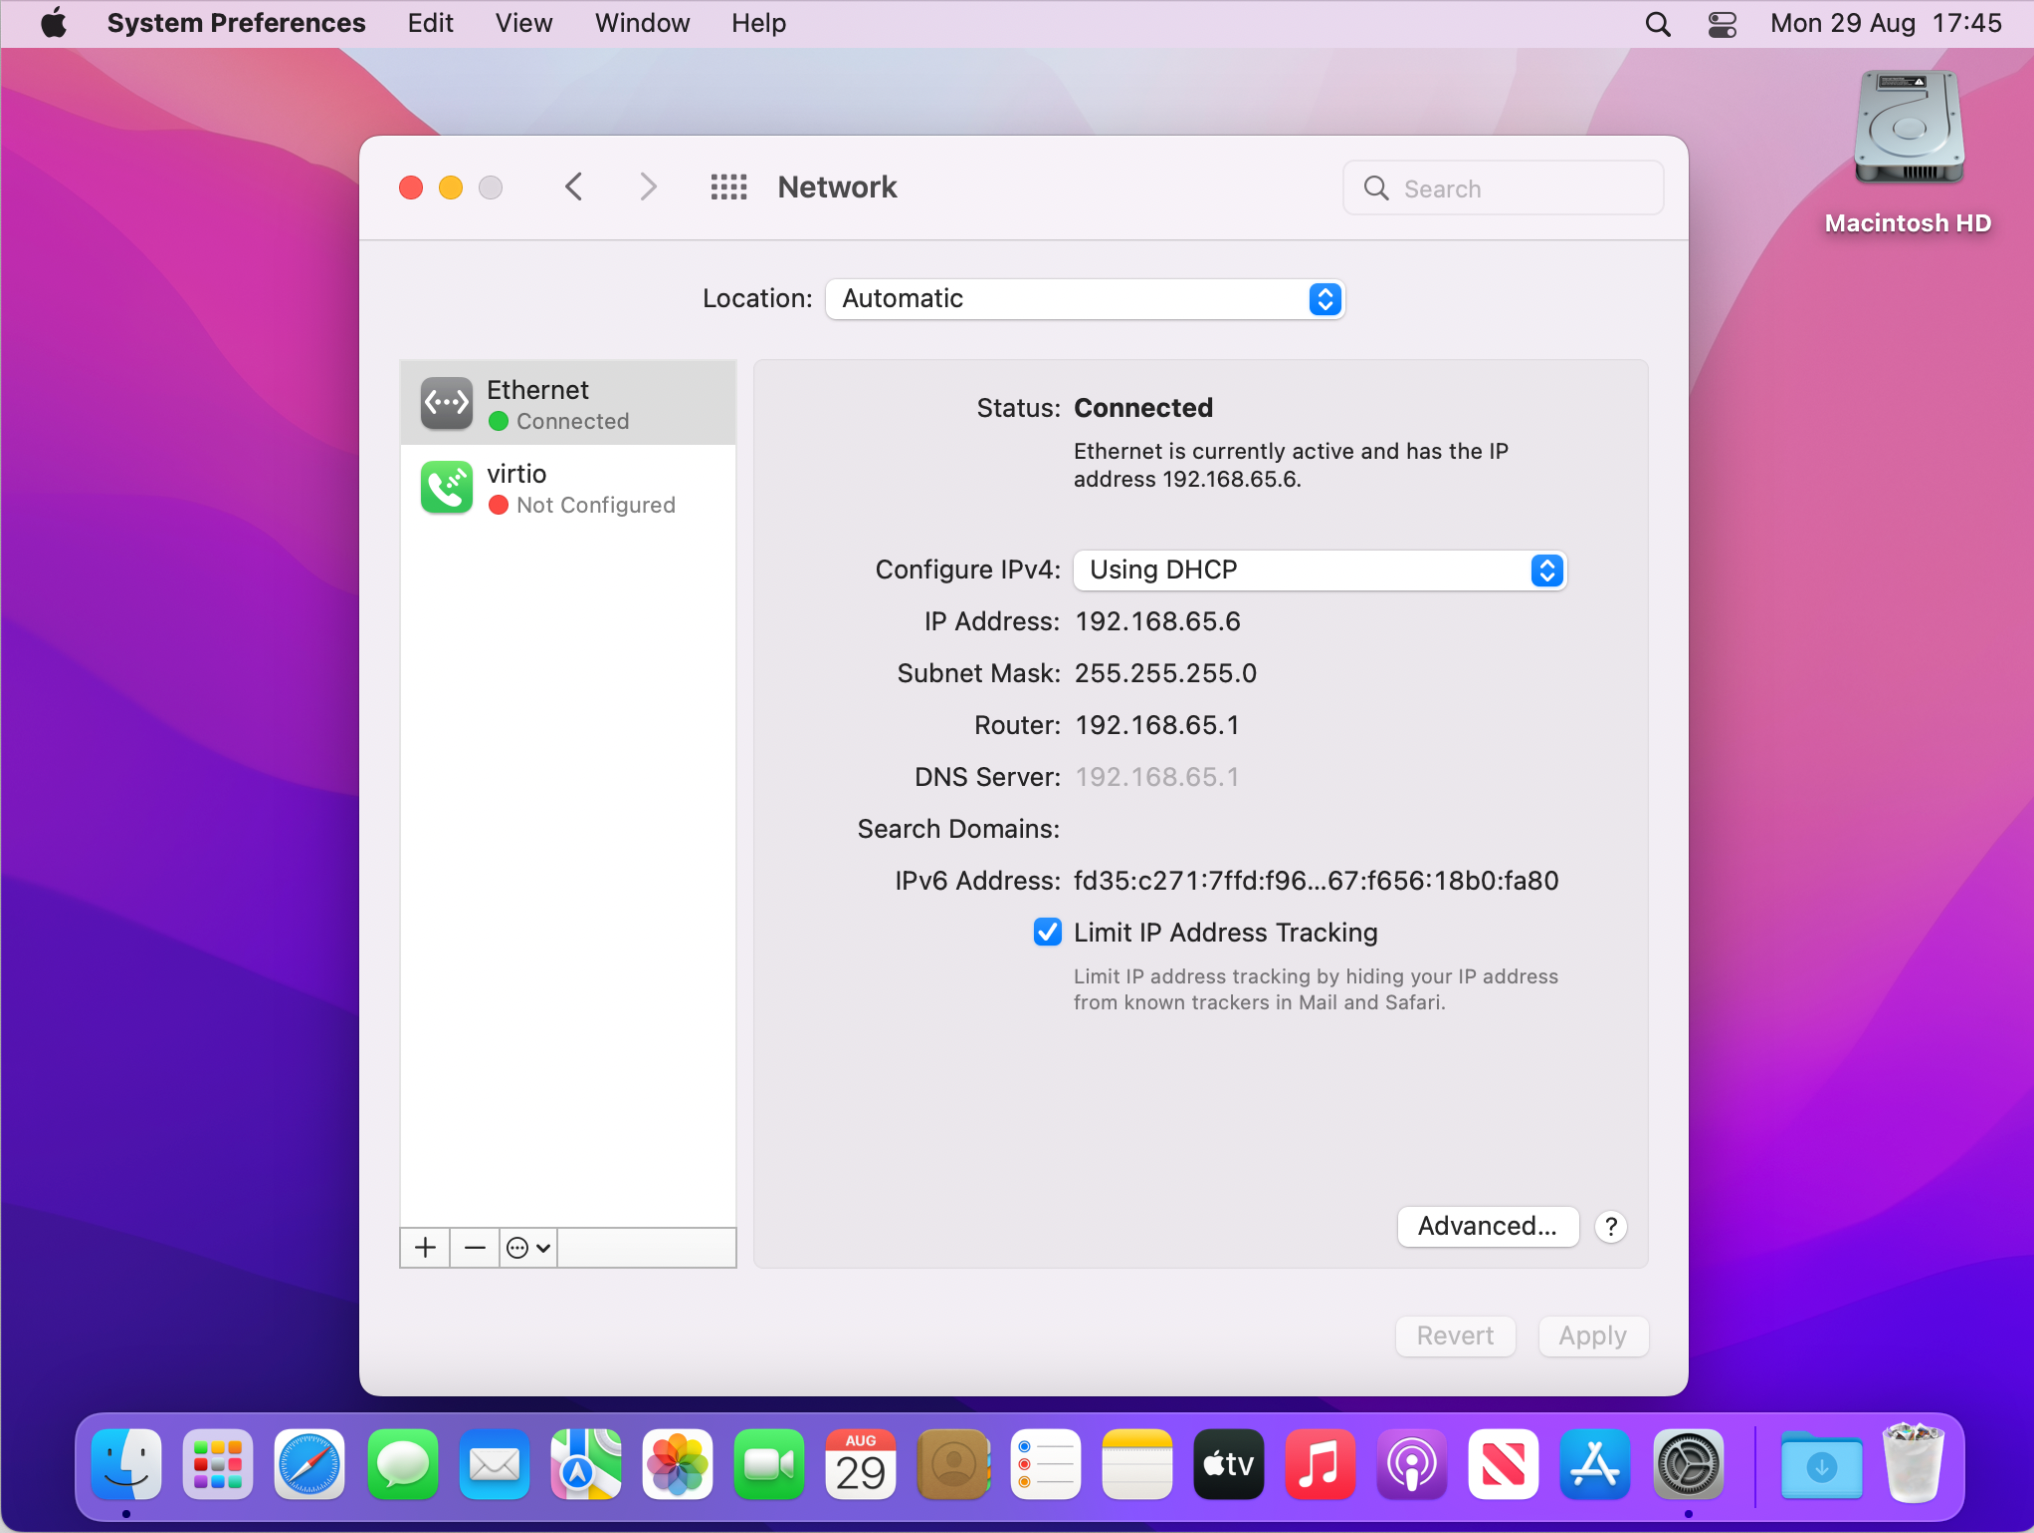 System Preferences Edit View Window Help Mon 29 Aug 17:45
Macintosh HD
Network
Search
Location: Automatic
Ethernet
Connected
virtio
Not Configured
Status: Connected
Ethernet is currently active and has the IP
address 192.168.65.6.
Configure IPv4: Using DHCP
IP Address: 192.168.65.6
Subnet Mask: 255.255.255.0
Router: 192.168.65.1
DNS Server: 192.168.65.1
Search Domains:
IPv6 Address: fd35:c271:7ffd:f96...67:f656:18b0:fa80
Limit IP Address Tracking
Limit IP address tracking by hiding your IP address
from known trackers in Mail and Safari.
Advanced... ?
Revert Apply
AUG
29
tv